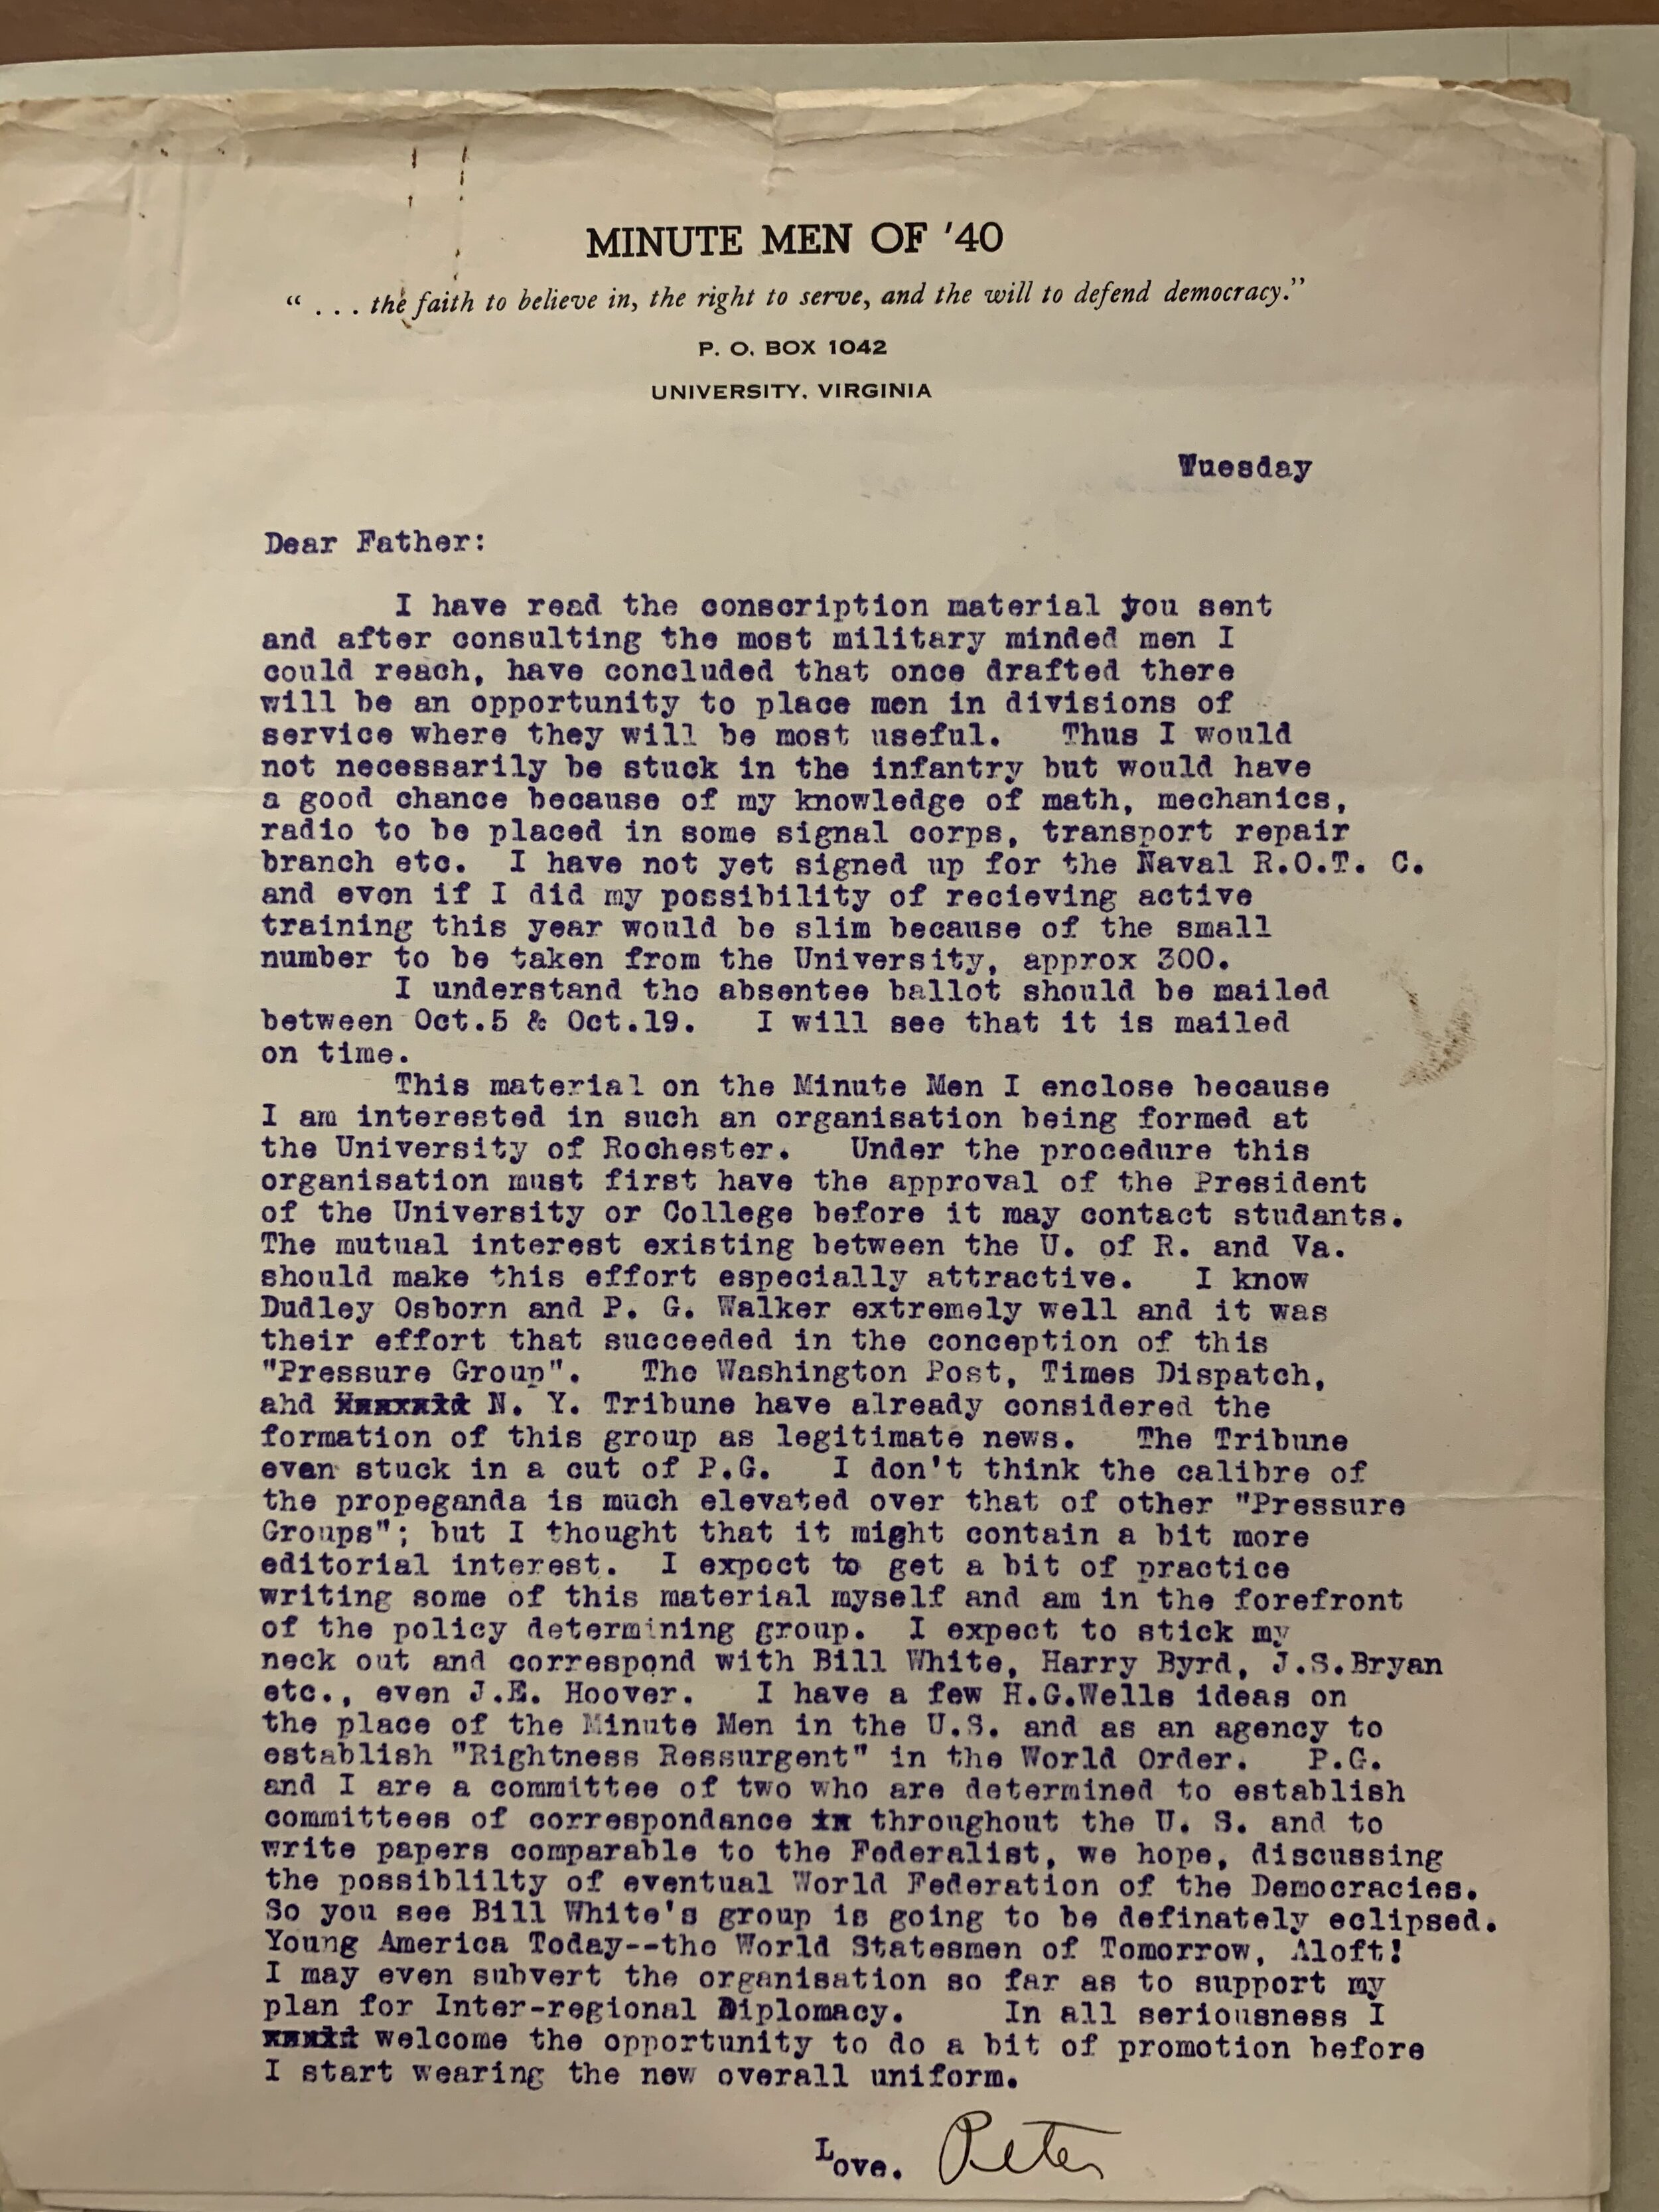 MINUTE MEN OF '40
". . . the faith to believe in, the right to serve, and the will to defend democracy."
P. O. BOX 1042
UNIVERSITY, VIRGINIA
Tuesday
Dear Father:
I have read the conscription material you sent
and after consulting the most military minded men I
could reach, have concluded that once drafted there
will be an opportunity to place men in divisions of
service where they will be most useful. Thus I would
not necessarily be stuck in the infantry but would have
a good chance because of my knowledge of math, mechanics,
radio to be placed in some signal corps, transport repair
branch etc. I have not yet signed up for the Naval R.O.T. C.
and even if I did my possibility of recieving active
training this year would be slim because of the small
number to be taken from the University, approx 300.
I understand the absentee ballot should be mailed
between Oct.5 & Oct.19. I will see that it is mailed
on time.
This material on the Minute Men I enclose because
I am interested in such an organisation being formed at
the University of Rochester. Under the procedure this
organisation must first have the approval of the President
of the University or College before it may contact studants.
The mutual interest existing between the U. of R. and Va.
should make this effort especially attractive. I know
Dudley Osborn and P. G. Walker extremely well and it was
their effort that succeeded in the conception of this
"Pressure Group". The Washington Post, Times Dispatch,
ahd N. Y. Tribune have already considered the
formation of this group as legitimate news. The Tribune
even stuck in a cut of P.G. I don't think the calibre of
the propeganda is much elevated over that of other "Pressure
Groups"; but I thought that it might contain a bit more
editorial interest. I expect to get a bit of practice
writing some of this material myself and am in the forefront
of the policy determining group. I expect to stick my
neck out and correspond with Bill White, Harry Byrd, J.S.Bryan
etc., even J.E. Hoover. I have a few H.G.Wells ideas on
the place of the Minute Men in the U.S. and as an agency to
establish "Rightness Ressurgent" in the World Order. P.G.
and I are a committee of two who are determined to establish
committees of correspondance throughout the U. S. and to
write papers comparable to the Federalist, we hope, discussing
the possiblilty of eventual World Federation of the Democracies.
So you see Bill White's group is going to be definately eclipsed.
Young America Today--the World Statesmen of Tomorrow, Aloft!
I may even subvert the organisation so far as to support my
plan for Inter-regional Diplomacy. In all seriousness I
welcome the opportunity to do a bit of promotion before
I start wearing the new overall uniform.
Love. Peter